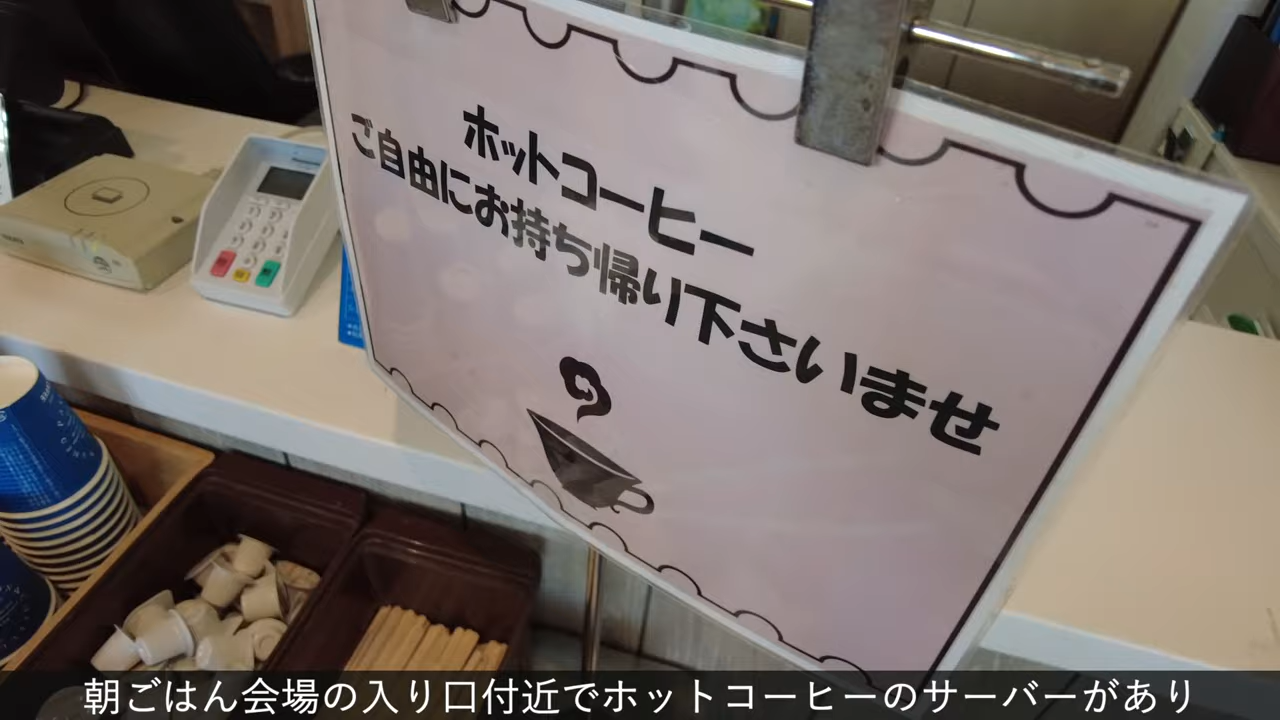 ホットコーヒー
ご自由にお持ち帰り下さいませ
朝ごはん会場の入り口付近でホットコーヒーのサーバーがあり